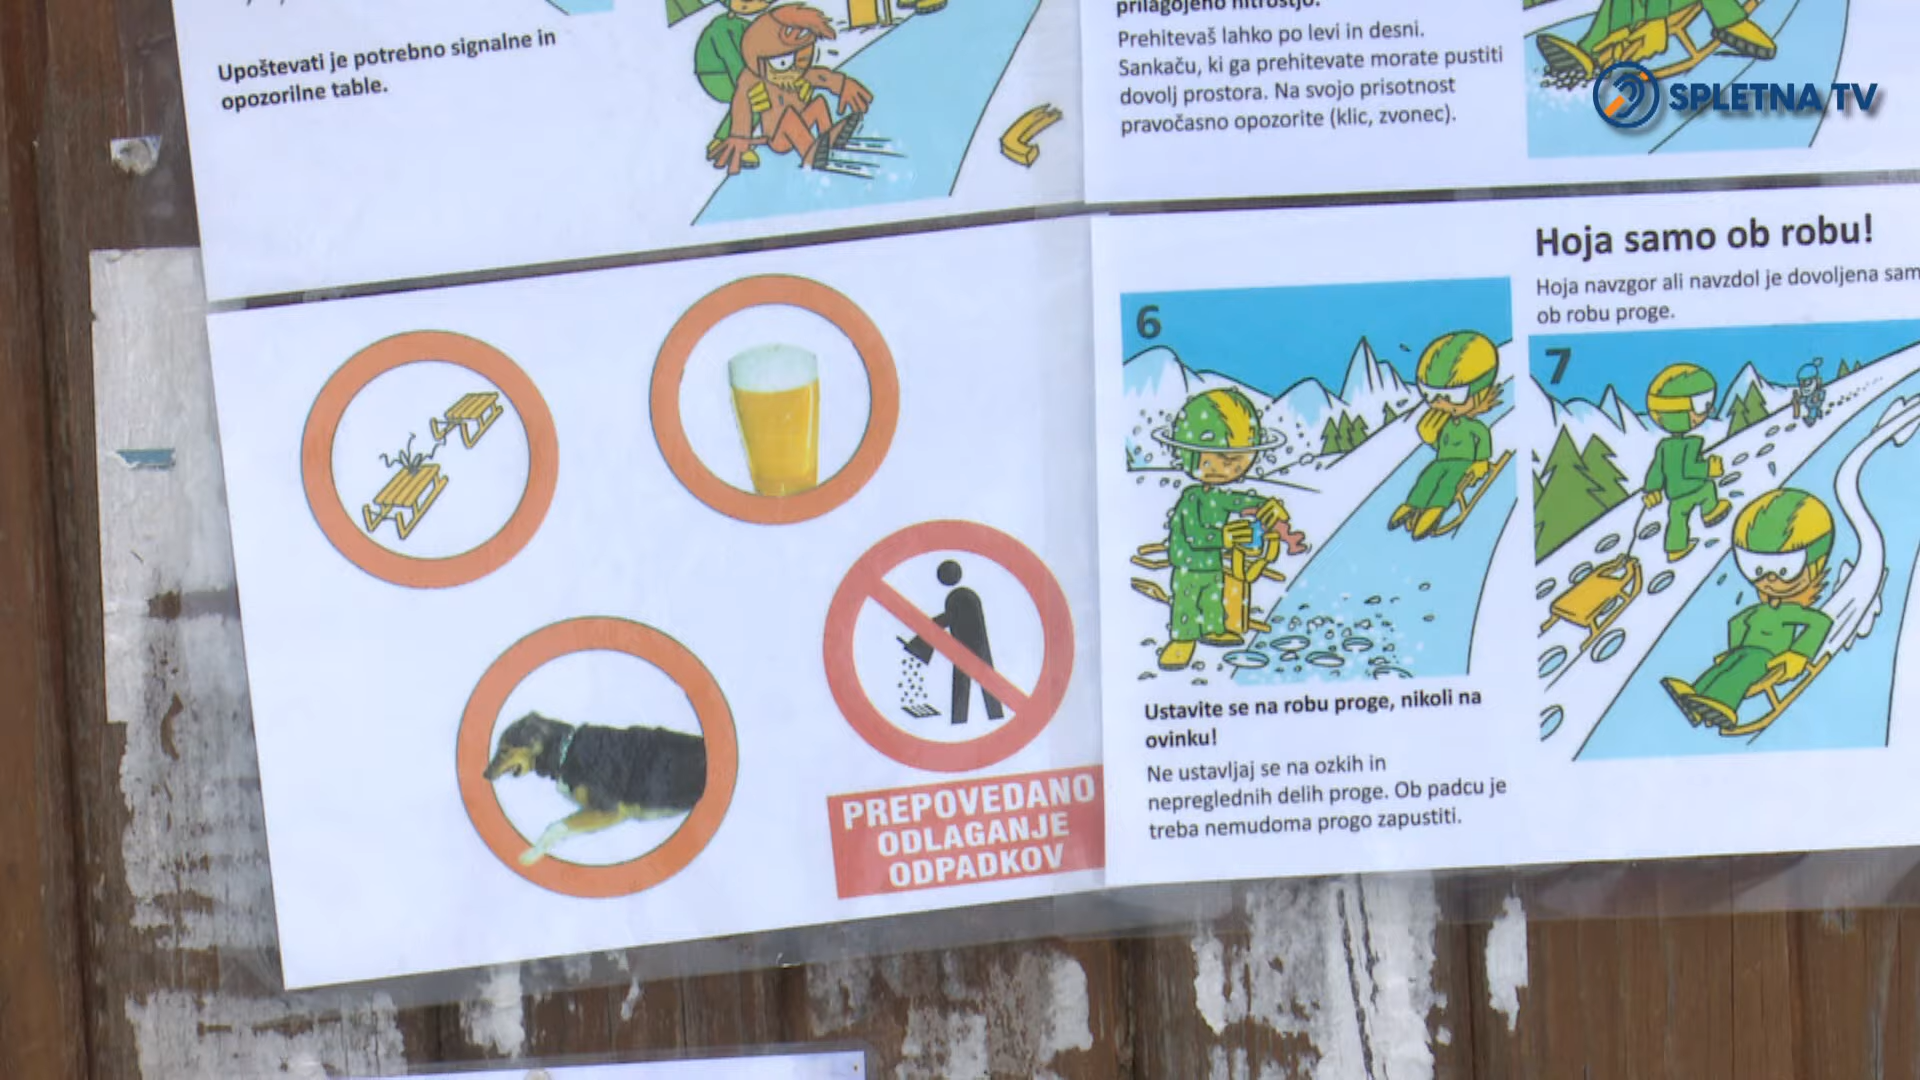 Upoštevati je potrebno signalne in
opozorilne table.
prilagojeno hitrostjo.
Prehitevaš lahko po levi in desni.
Sankaču, ki ga prehitevate morate pustiti
dovolj prostora. Na svojo prisotnost
pravočasno opozorite (klic, zvonec).
SPLETNA TV
PREPOVEDANO
ODLAGANJE
ODPADKOV
6
Ustavite se na robu proge, nikoli na
ovinku!
Ne ustavljaj se na ozkih in
nepreglednih delih proge. Ob padcu je
treba nemudoma progo zapustiti.
Hoja samo ob robu!
Hoja navzgor ali navzdol je dovoljena sam
ob robu proge.
7